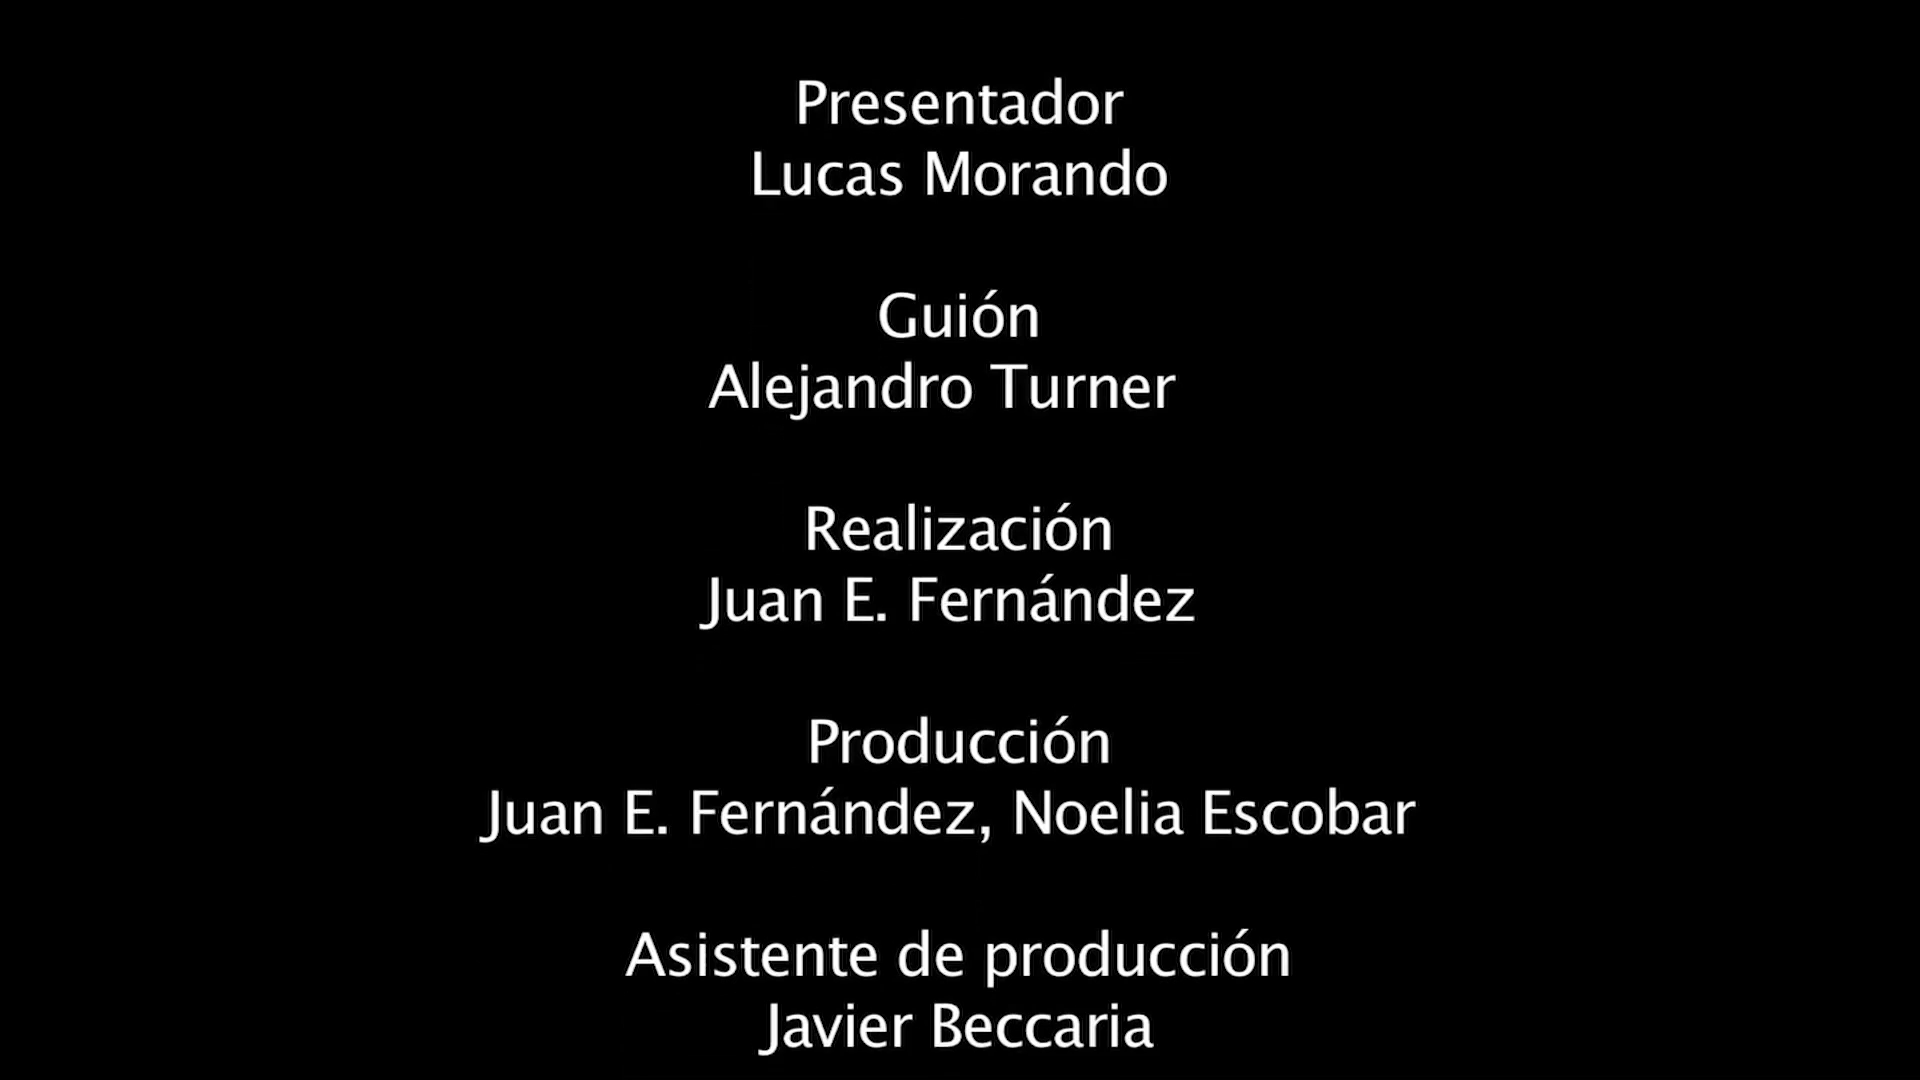 Presentador
Lucas Morando
Guión
Alejandro Turner
Realización
Juan E. Fernández
Producción
Juan E. Fernández, Noelia Escobar
Asistente de producción
Javier Beccaria